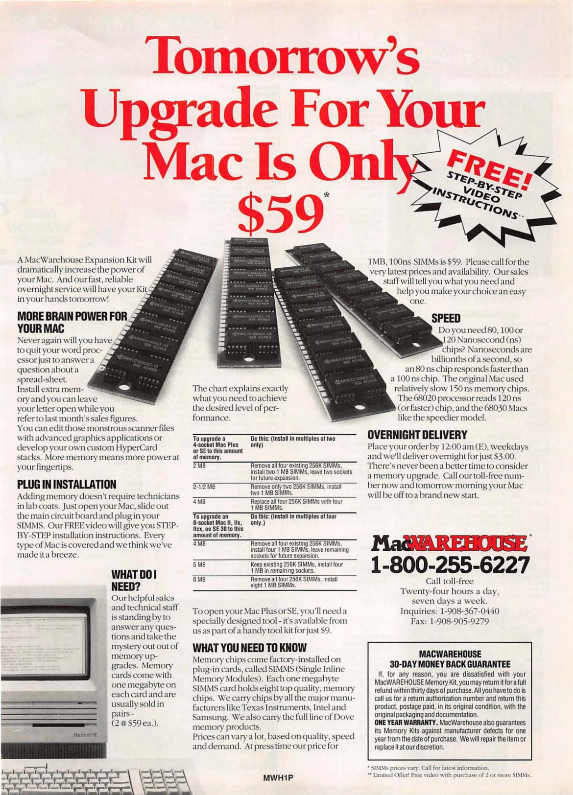 Tomorrow's
Upgrade For Your
Mac Is Only
$59*
FREE!
STEP-BY-STEP
VIDEO
INSTRUCTIONS**
A MacWarehouse Expansion Kit will
dramatically increase the power of
your Mac. And our fast, reliable
overnight service will have your Kit
in your hands tomorrow!
MORE BRAIN POWER FOR
YOUR MAC
Never again will you have
to quit your word proc-
essor just to answer a
question about a
spread-sheet.
Install extra mem-
ory and you can leave
your letter open while you
refer to last month's sales figures.
You can edit those monstrous scanner files
with advanced graphics applications or
develop your own custom HyperCard
stacks. More memory means more power at
your fingertips.
PLUG IN INSTALLATION
Adding memory doesn't require technicians
in lab coats. Just open your Mac, slide out
the main circuit board and plug in your
SIMMS. Our FREE video will give you STEP-
BY-STEP installation instructions. Every
type of Mac is covered and we think we've
made it a breeze.
WHAT DO I
NEED?
Our helpful sales
and technical staff
is standing by to
answer any ques-
tions and take the
mystery out out of
memory up-
grades. Memory
cards come with
one megabyte on
each card and are
usually sold in
pairs -
(2 @ $59 ea.).
Macintosh SE
The chart explains exactly
what you need to achieve
the desired level of per-
formance.
To upgrade a
4-socket Mac Plus
or SE to this amount
of memory.
Do this: (Install in multiples of two
only)
2 MB
Remove all four existing 256K SIMMs,
install two 1 MB SIMMs, leave two sockets
for future expansion.
2-1/2 MB
Remove only two 256K SIMMs, install
two 1 MB SIMMs.
4 MB
Replace all four 256K SIMMs with four
1 MB SIMMs.
To upgrade an
8-socket Mac II, IIx,
IIcx, or SE 30 to this
amount of memory.
Do this: (Install in multiples of four
only.)
4 MB
Remove all four existing 256K SIMMs,
install four 1 MB SIMMs, leave remaining
sockets for future expansion.
5 MB
Keep existing 256K SIMMs, install four
1 MB in remaining sockets.
8 MB
Remove all four 256K SIMMs, install
eight 1 MB SIMMs.
To open your Mac Plus or SE, you'll need a
specially designed tool - it's available from
us as part of a handy tool kit for just $9.
WHAT YOU NEED TO KNOW
Memory chips come factory-installed on
plug-in cards, called SIMMS (Single Inline
Memory Modules). Each one megabyte
SIMMS card holds eight top quality, memory
chips. We carry chips by all the major manu-
facturers like Texas Instruments, Intel and
Samsung. We also carry the full line of Dove
memory products.
Prices can vary a lot, based on quality, speed
and demand. At press time our price for
1MB, 100ns SIMMs is $59. Please call for the
very latest prices and availability. Our sales
staff will tell you what you need and
help you make your choice an easy
one.
SPEED
Do you need 80, 100 or
120 Nanosecond (ns)
chips? Nanoseconds are
billionths of a second, so
an 80 ns chip responds faster than
a 100 ns chip. The original Mac used
relatively slow 150 ns memory chips.
The 68020 processor reads 120 ns
(or faster) chip, and the 68030 Macs
like the speedier model.
OVERNIGHT DELIVERY
Place your order by 12:00 am (E), weekdays
and we'll deliver overnight for just $3.00.
There's never been a better time to consider
a memory upgrade. Call our toll-free num-
ber now and tomorrow morning your Mac
will be off to a brand new start.
MacWAREHOUSE
1-800-255-6227
Call toll-free
Twenty-four hours a day,
seven days a week.
Inquiries: 1-908-367-0440
Fax: 1-908-905-9279
MACWAREHOUSE
30-DAY MONEY BACK GUARANTEE
If, for any reason, you are dissatisfied with your
MacWAREHOUSE Memory Kit, you may return it for a full
refund within thirty days of purchase. All you have to do is
call us for a return authorization number and return this
product, postage paid, in its original condition, with the
original packaging and documentation.
ONE YEAR WARRANTY. MacWarehouse also guarantees
its Memory Kits against manufacturer defects for one
year from the date of purchase. We will repair the item or
replace it at our discretion.
* SIMMs prices vary. Call for latest information.
** Limited Offer! Free video with purchase of 2 or more SIMMs.
MWH1P